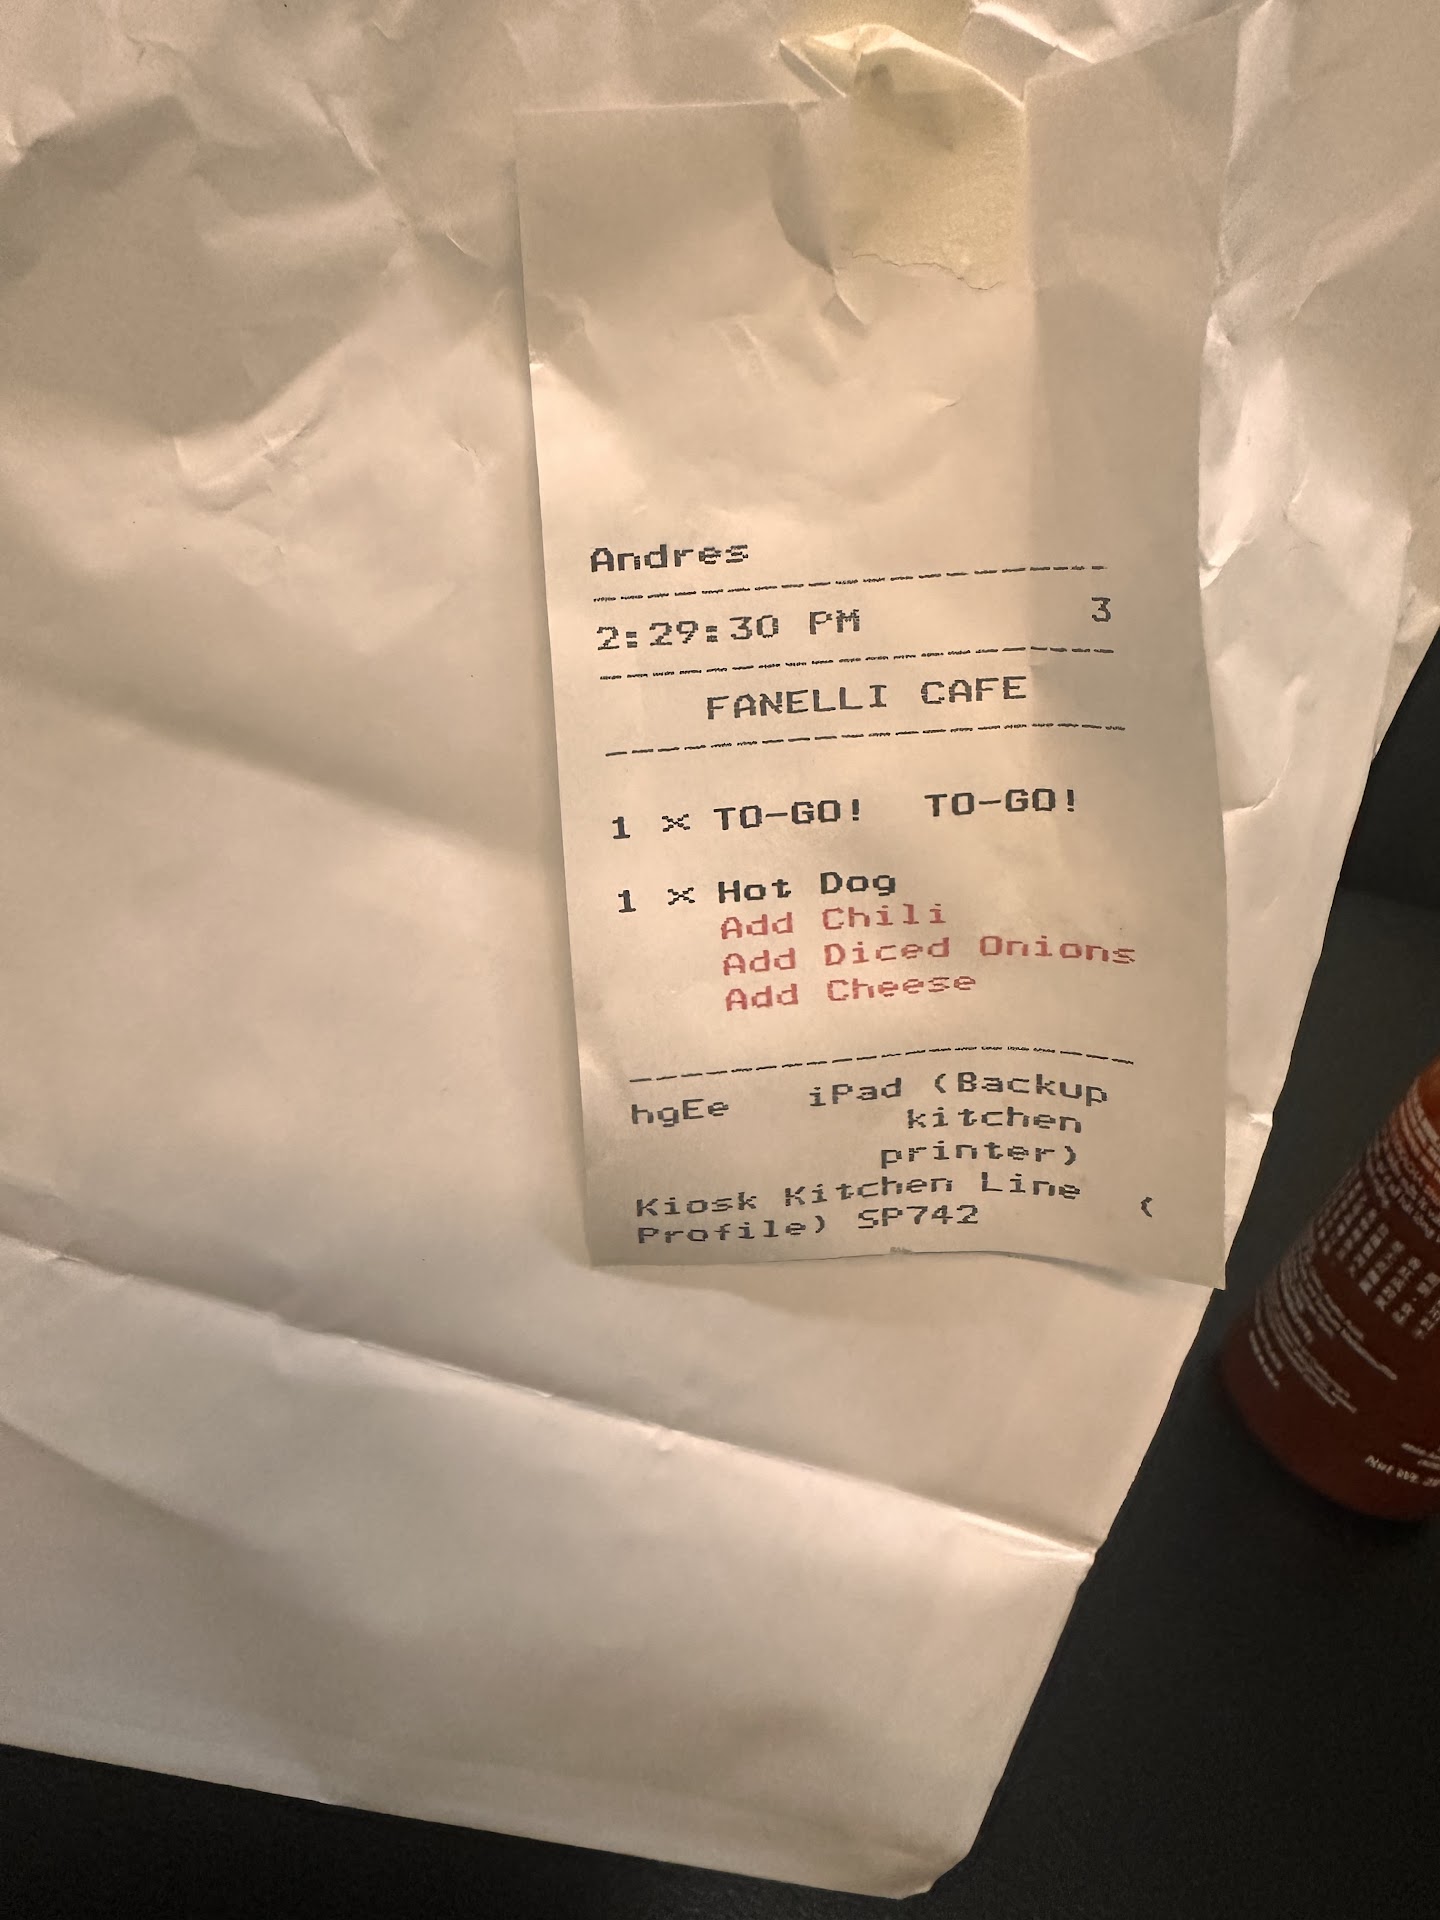 Andres
2:29:30 PM 3
FANELLI CAFE
1 x TO-GO! TO-GO!
1 x Hot Dog
Add Chili
Add Diced Onions
Add Cheese
hgEe iPad (Backup
kitchen
printer)
Kiosk Kitchen Line (
Profile) SP742